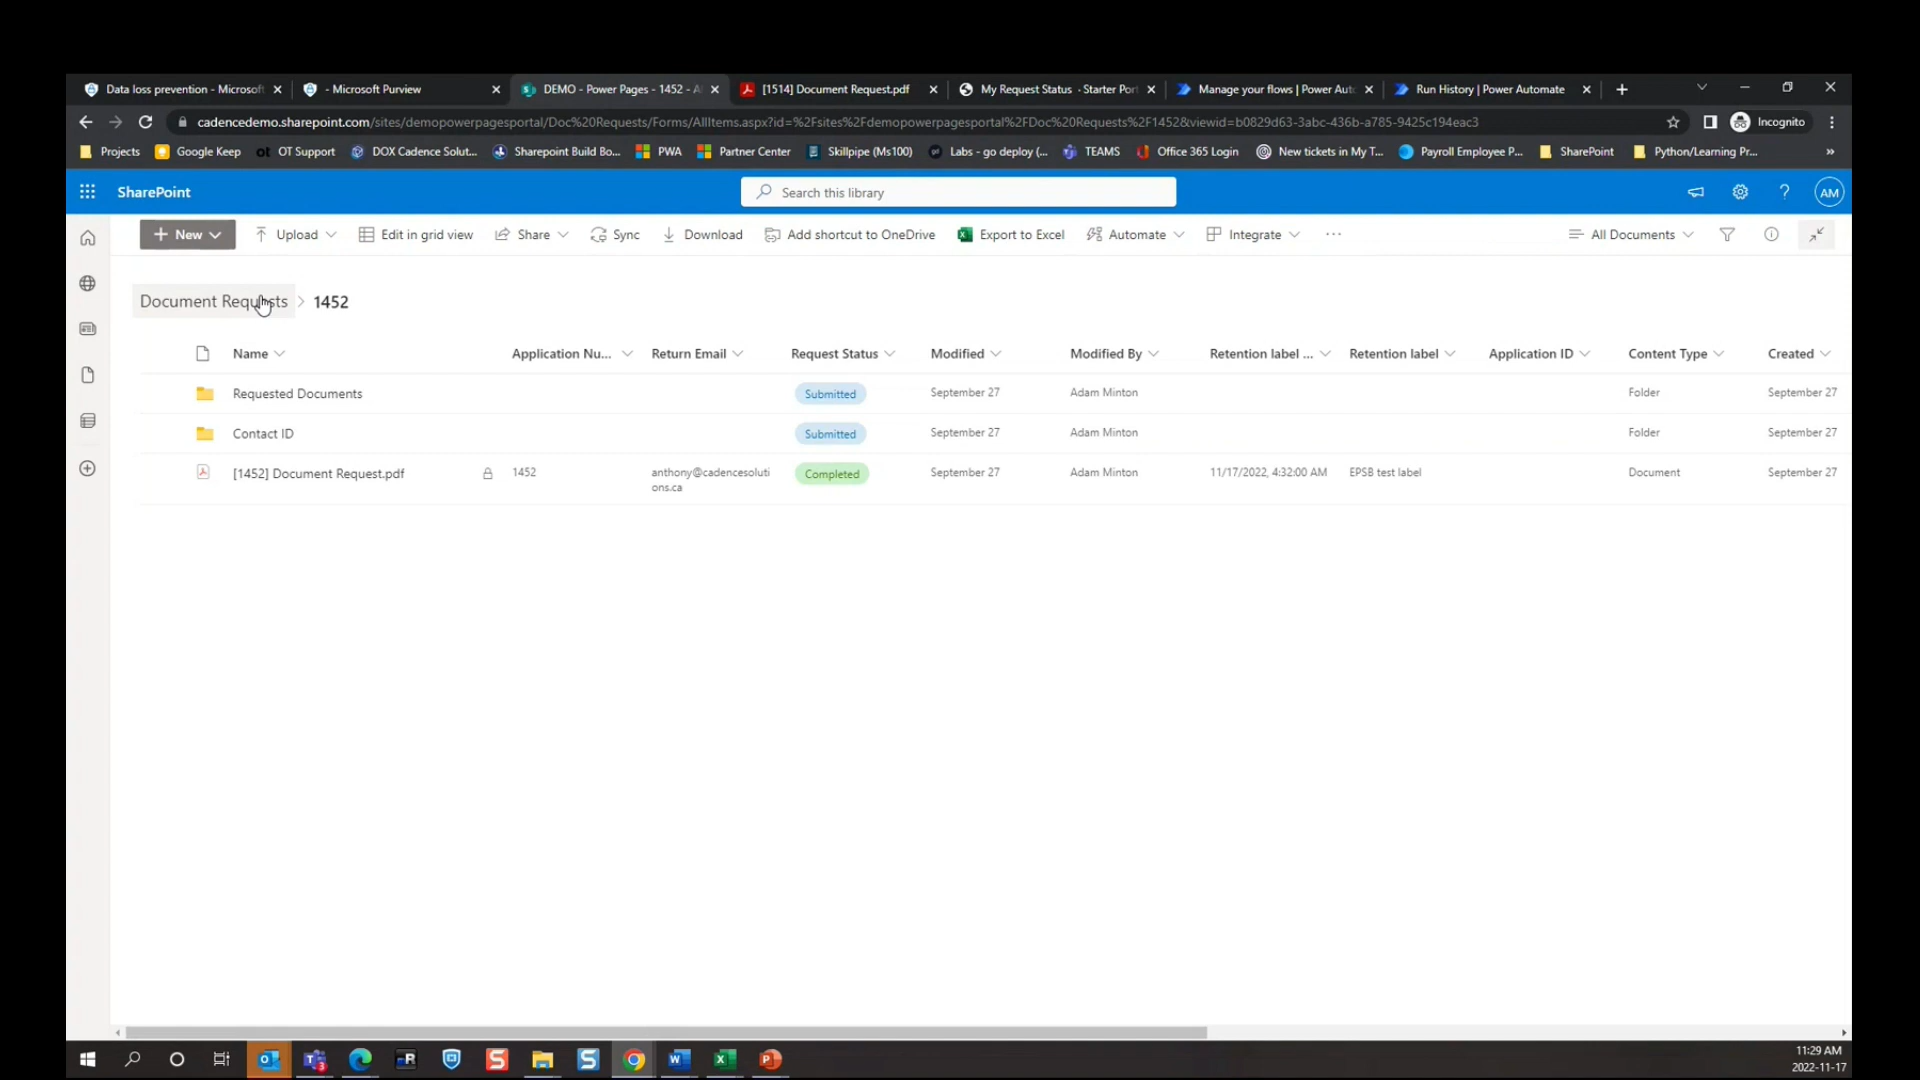 Data loss prevention - Microsof
- Microsoft Purview
DEMO - Power Pages - 1452 - A
[1514] Document Request.pdf
My Request Status · Starter Por
Manage your flows | Power Aut
Run History | Power Automate
cadencedemo.sharepoint.com/sites/demopowerpagesportal/Doc%20Requests/Forms/AllItems.aspx?id=%2Fsites%2Fdemopowerpagesportal%2FDoc%20Requests%2F1452&viewid=b0829d63-3abc-436b-a785-9425c194eac3
Incognito
Projects
Google Keep
OT Support
DOX Cadence Solut...
Sharepoint Build Bo...
PWA
Partner Center
Skillpipe (Ms100)
Labs - go deploy (...
TEAMS
Office 365 Login
New tickets in My T...
Payroll Employee P...
SharePoint
Python/Learning Pr...
SharePoint
Search this library
AM
New
Upload
Edit in grid view
Share
Sync
Download
Add shortcut to OneDrive
Export to Excel
Automate
Integrate
...
All Documents
Document Requests > 1452
Name Application Nu... Return Email Request Status Modified Modified By Retention label ... Retention label Application ID Content Type Created
Requested Documents Submitted September 27 Adam Minton Folder September 27
Contact ID Submitted September 27 Adam Minton Folder September 27
[1452] Document Request.pdf 1452 anthony@cadencesoluti Completed September 27 Adam Minton 11/17/2022, 4:32:00 AM EPSB test label Document September 27
ons.ca
11:29 AM
2022-11-17